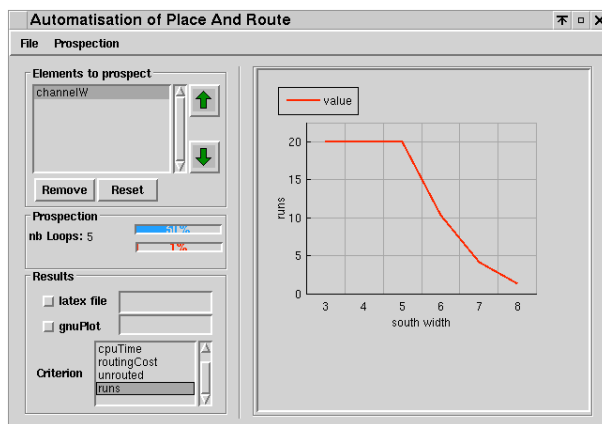 Automatisation of Place And Route
File Prospection
Elements to prospect
channelW
Remove Reset
Prospection
nb Loops: 5
50%
1%
Results
latex file
gnuPlot
Criterion
cpuTime
routingCost
unrouted
runs
value
20
15
10
5
0
runs
3 4 5 6 7 8
south width